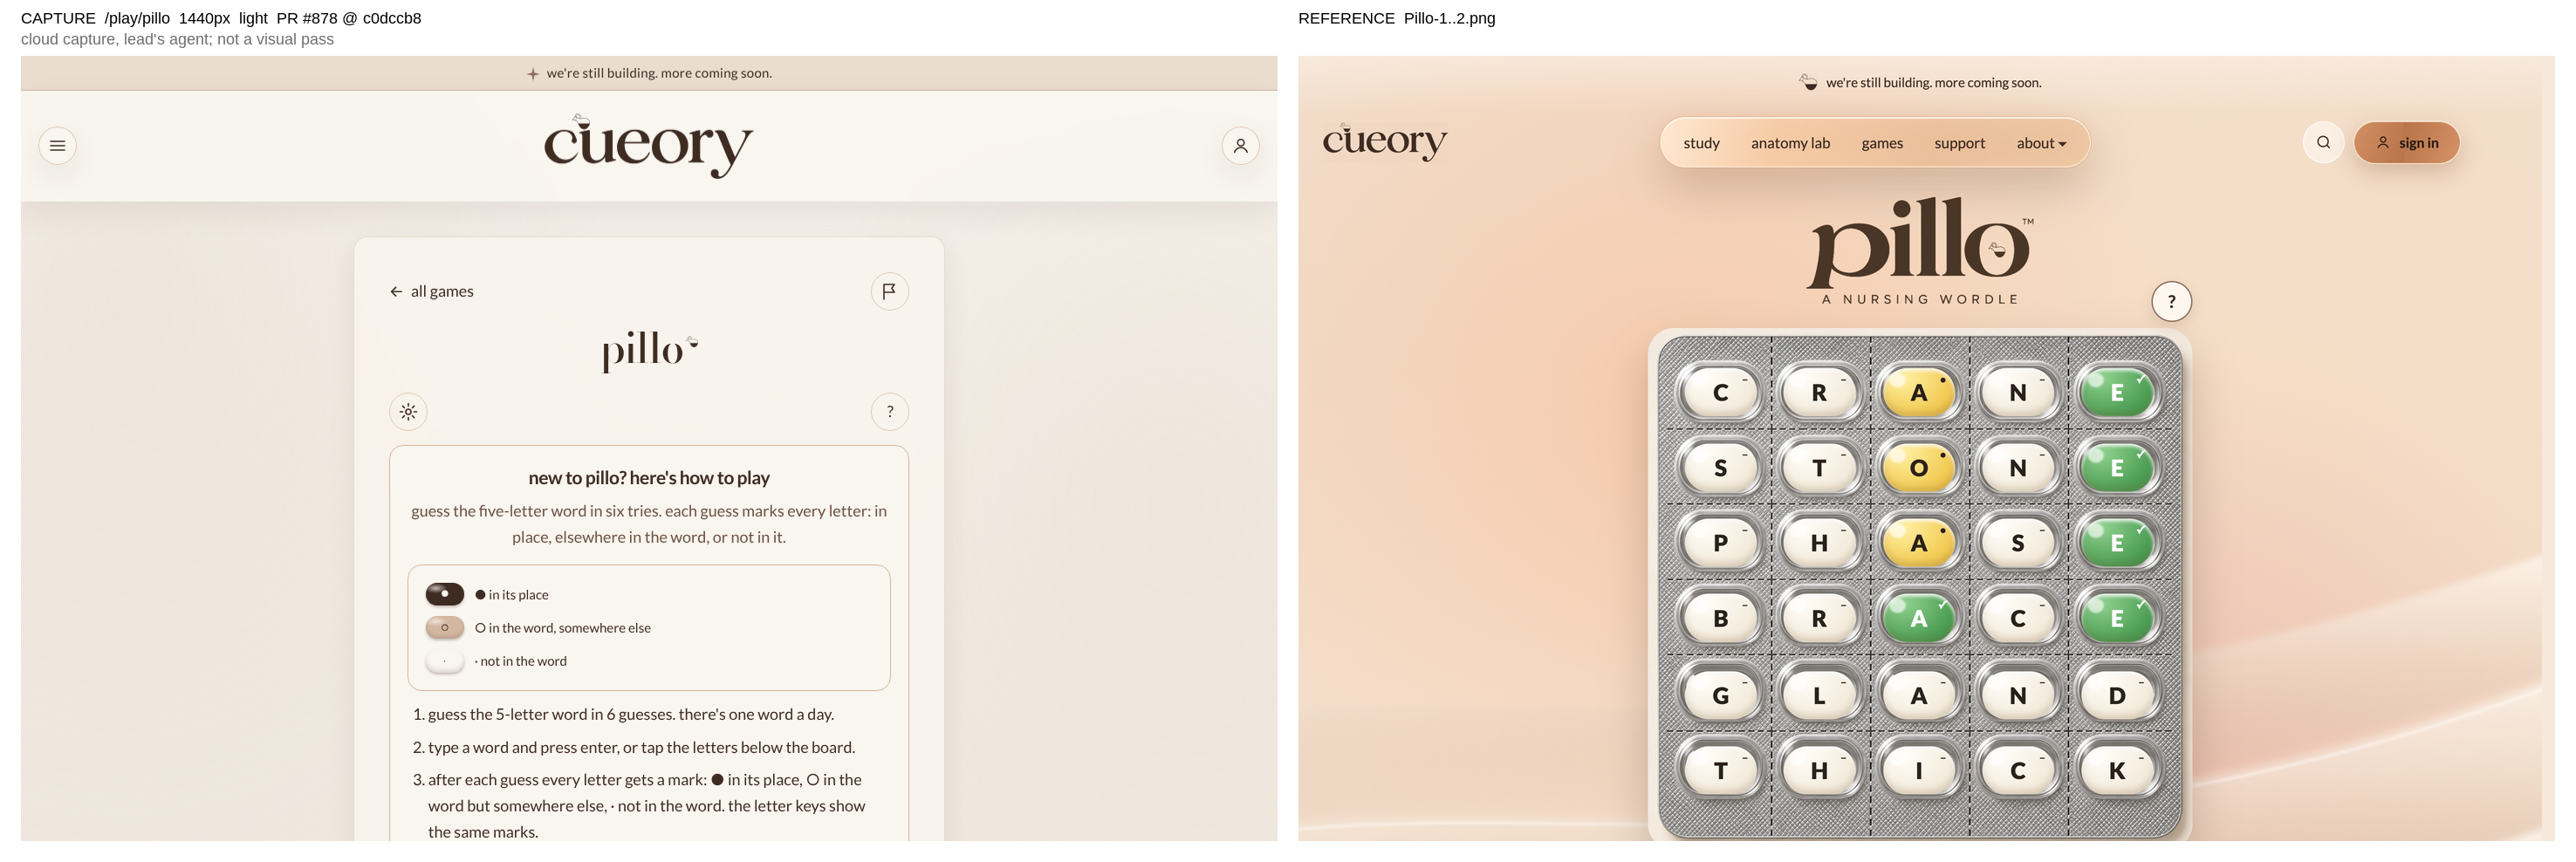 CAPTURE /play/pillo 1440px light PR #878 @ c0dccb8
cloud capture, lead's agent; not a visual pass
we're still building. more coming soon.
cueory
← all games
pillo
?
new to pillo? here's how to play
guess the five-letter word in six tries. each guess marks every letter: in
place, elsewhere in the word, or not in it.
● in its place
○ in the word, somewhere else
· not in the word
1. guess the 5-letter word in 6 guesses. there's one word a day.
2. type a word and press enter, or tap the letters below the board.
3. after each guess every letter gets a mark: ● in its place, ○ in the
word but somewhere else, · not in the word. the letter keys show
the same marks.
REFERENCE Pillo-1..2.png
we're still building. more coming soon.
cueory
study anatomy lab games support about
sign in
pillo™
A NURSING WORDLE
?
C R A N E
S T O N E
P H A S E
B R A C E
G L A N D
T H I C K